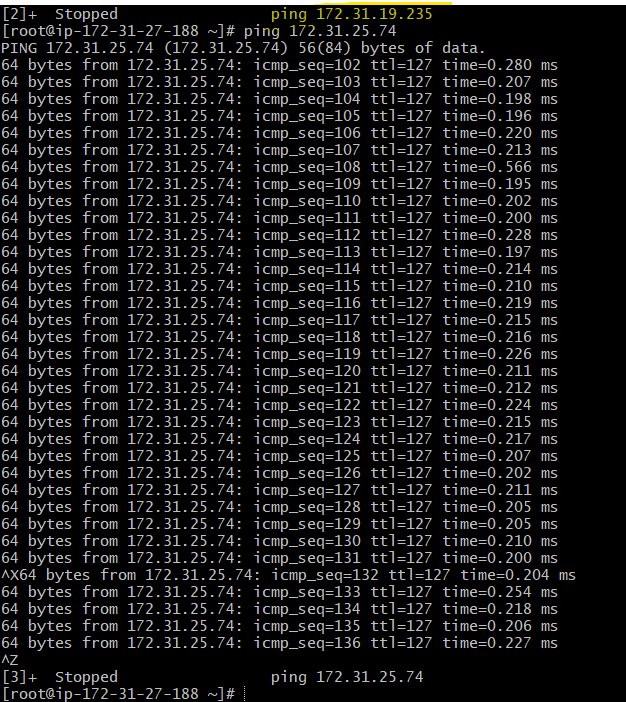 [2]+  Stopped                 ping 172.31.19.235
[root@ip-172-31-27-188 ~]# ping 172.31.25.74
PING 172.31.25.74 (172.31.25.74) 56(84) bytes of data.
64 bytes from 172.31.25.74: icmp_seq=102 ttl=127 time=0.280 ms
64 bytes from 172.31.25.74: icmp_seq=103 ttl=127 time=0.207 ms
64 bytes from 172.31.25.74: icmp_seq=104 ttl=127 time=0.198 ms
64 bytes from 172.31.25.74: icmp_seq=105 ttl=127 time=0.196 ms
64 bytes from 172.31.25.74: icmp_seq=106 ttl=127 time=0.220 ms
64 bytes from 172.31.25.74: icmp_seq=107 ttl=127 time=0.213 ms
64 bytes from 172.31.25.74: icmp_seq=108 ttl=127 time=0.566 ms
64 bytes from 172.31.25.74: icmp_seq=109 ttl=127 time=0.195 ms
64 bytes from 172.31.25.74: icmp_seq=110 ttl=127 time=0.202 ms
64 bytes from 172.31.25.74: icmp_seq=111 ttl=127 time=0.200 ms
64 bytes from 172.31.25.74: icmp_seq=112 ttl=127 time=0.228 ms
64 bytes from 172.31.25.74: icmp_seq=113 ttl=127 time=0.197 ms
64 bytes from 172.31.25.74: icmp_seq=114 ttl=127 time=0.214 ms
64 bytes from 172.31.25.74: icmp_seq=115 ttl=127 time=0.210 ms
64 bytes from 172.31.25.74: icmp_seq=116 ttl=127 time=0.219 ms
64 bytes from 172.31.25.74: icmp_seq=117 ttl=127 time=0.215 ms
64 bytes from 172.31.25.74: icmp_seq=118 ttl=127 time=0.216 ms
64 bytes from 172.31.25.74: icmp_seq=119 ttl=127 time=0.226 ms
64 bytes from 172.31.25.74: icmp_seq=120 ttl=127 time=0.211 ms
64 bytes from 172.31.25.74: icmp_seq=121 ttl=127 time=0.212 ms
64 bytes from 172.31.25.74: icmp_seq=122 ttl=127 time=0.224 ms
64 bytes from 172.31.25.74: icmp_seq=123 ttl=127 time=0.215 ms
64 bytes from 172.31.25.74: icmp_seq=124 ttl=127 time=0.217 ms
64 bytes from 172.31.25.74: icmp_seq=125 ttl=127 time=0.207 ms
64 bytes from 172.31.25.74: icmp_seq=126 ttl=127 time=0.202 ms
64 bytes from 172.31.25.74: icmp_seq=127 ttl=127 time=0.211 ms
64 bytes from 172.31.25.74: icmp_seq=128 ttl=127 time=0.205 ms
64 bytes from 172.31.25.74: icmp_seq=129 ttl=127 time=0.205 ms
64 bytes from 172.31.25.74: icmp_seq=130 ttl=127 time=0.210 ms
64 bytes from 172.31.25.74: icmp_seq=131 ttl=127 time=0.200 ms
^X64 bytes from 172.31.25.74: icmp_seq=132 ttl=127 time=0.204 ms
64 bytes from 172.31.25.74: icmp_seq=133 ttl=127 time=0.254 ms
64 bytes from 172.31.25.74: icmp_seq=134 ttl=127 time=0.218 ms
64 bytes from 172.31.25.74: icmp_seq=135 ttl=127 time=0.206 ms
64 bytes from 172.31.25.74: icmp_seq=136 ttl=127 time=0.227 ms
^Z
[3]+  Stopped                 ping 172.31.25.74
[root@ip-172-31-27-188 ~]#